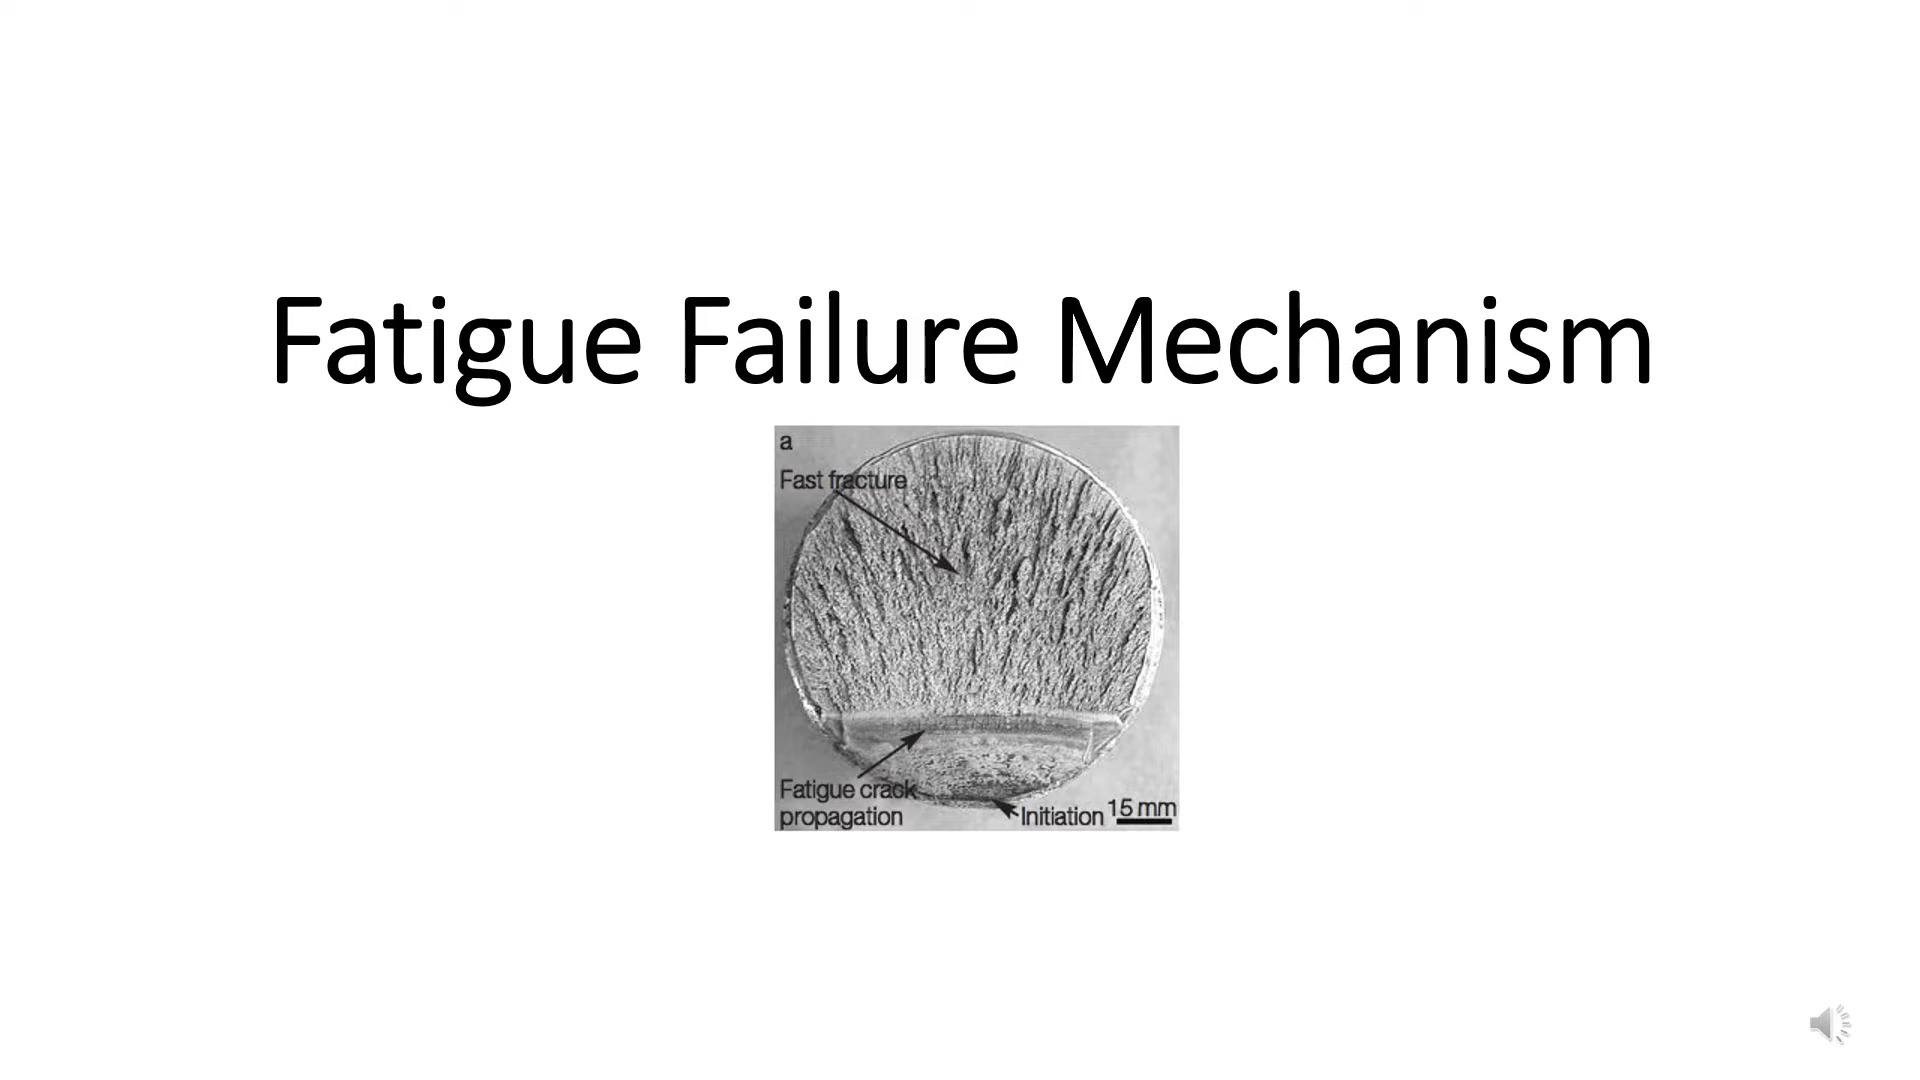 Fatigue Failure Mechanism
a
Fast fracture
Fatigue crack
propagation
Initiation
15 mm